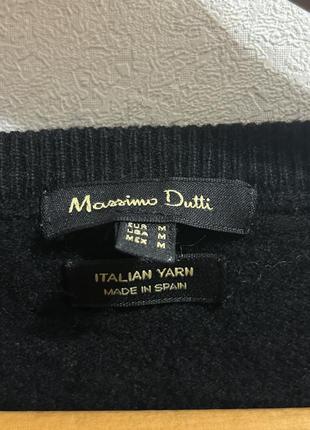 Massimo Dutti
EUR M
USA M
MEX M
ITALIAN YARN
MADE IN SPAIN